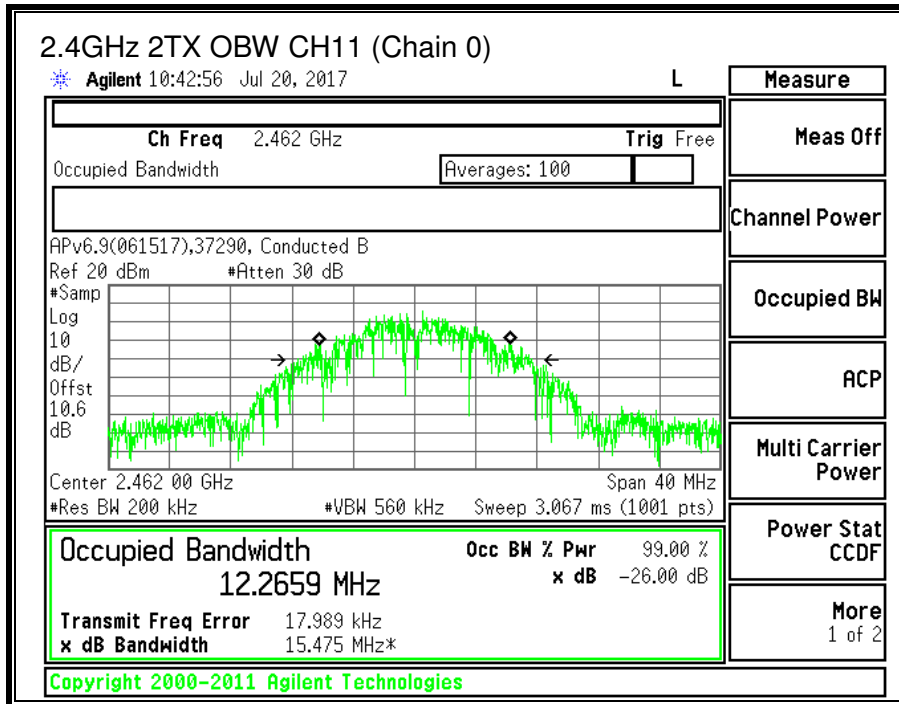 2.4GHz 2TX OBW CH11 (Chain 0)
Agilent 10:42:56 Jul 20, 2017 L
Measure
Ch Freq 2.462 GHz Trig Free
Meas Off
Occupied Bandwidth Averages: 100
Channel Power
APv6.9(061517),37290, Conducted B
Ref 20 dBm #Atten 30 dB
#Samp
Log
10
dB/
Offst
10.6
dB
Occupied BW
ACP
Multi Carrier
Power
Center 2.462 00 GHz Span 40 MHz
#Res BW 200 kHz #VBW 560 kHz Sweep 3.067 ms (1001 pts)
Power Stat
CCDF
Occupied Bandwidth Occ BW % Pwr 99.00 %
12.2659 MHz x dB -26.00 dB
Transmit Freq Error 17.989 kHz
x dB Bandwidth 15.475 MHz*
More
1 of 2
Copyright 2000-2011 Agilent Technologies